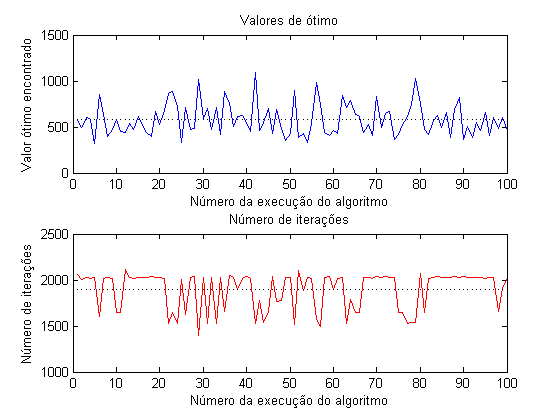 Valores de ótimo
1500
1000
500
0
Valor ótimo encontrado
0 10 20 30 40 50 60 70 80 90 100
Número da execução do algoritmo
Número de iterações
2500
2000
1500
1000
Número de iterações
0 10 20 30 40 50 60 70 80 90 100
Número da execução do algoritmo